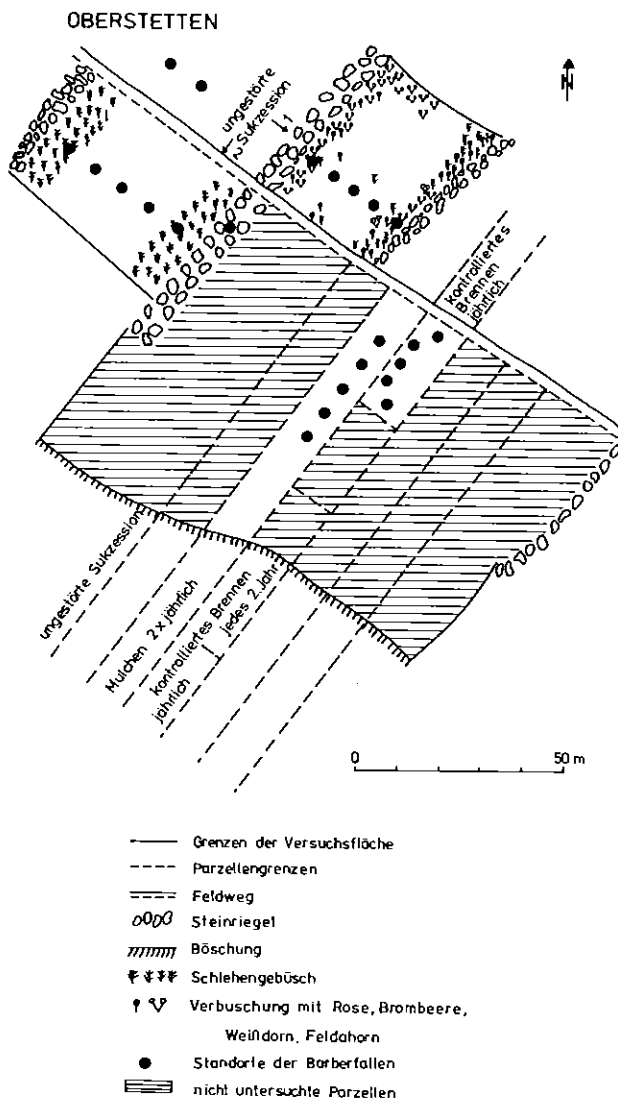 OBERSTETTEN
N
ungestörte
2 Sukzession 1
kontrolliertes
Brennen
jährlich
ungestörte Sukzession
Mulchen 2x jährlich
kontrolliertes Brennen
jährlich jedes 2. Jahr
0 50 m
Grenzen der Versuchsfläche
Parzellengrenzen
Feldweg
Steinriegel
Böschung
Schlehengebüsch
Verbuschung mit Rose, Brombeere,
Weißdorn, Feldahorn
Standorte der Barberfallen
nicht untersuchte Parzellen